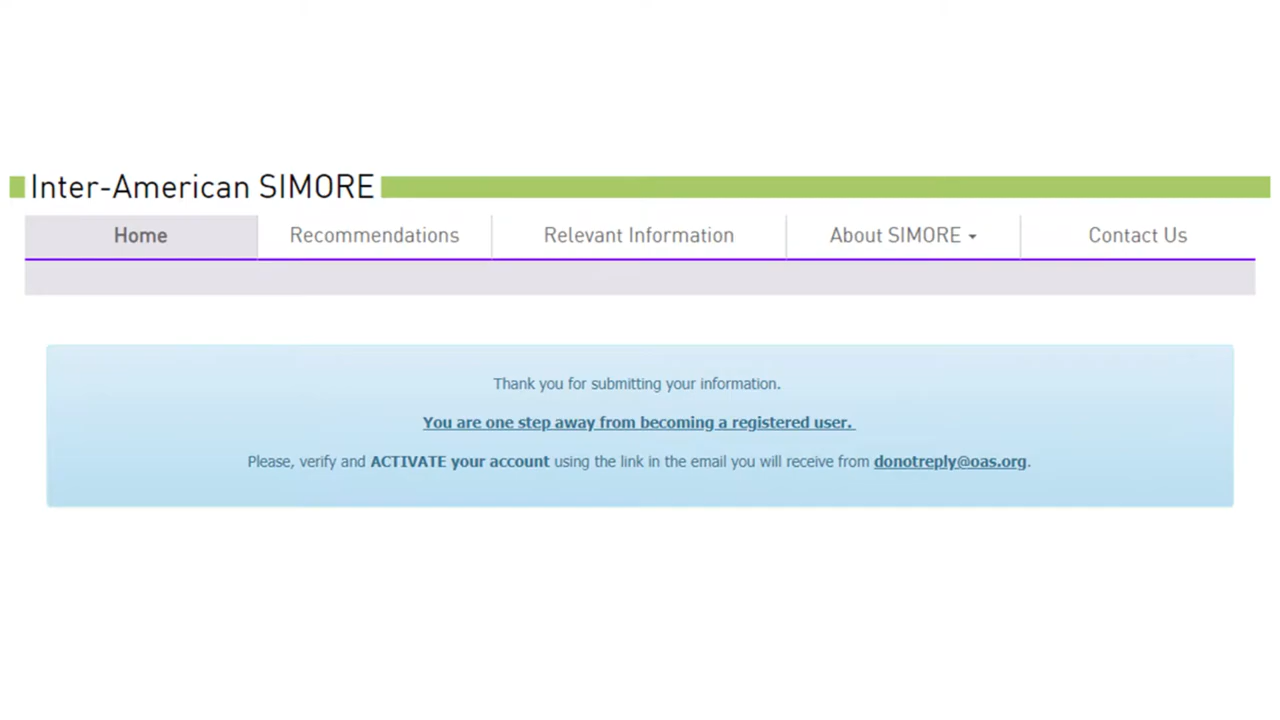 Inter-American SIMORE
Home
Recommendations
Relevant Information
About SIMORE
Contact Us
Thank you for submitting your information.
You are one step away from becoming a registered user.
Please, verify and ACTIVATE your account using the link in the email you will receive from donotreply@oas.org.